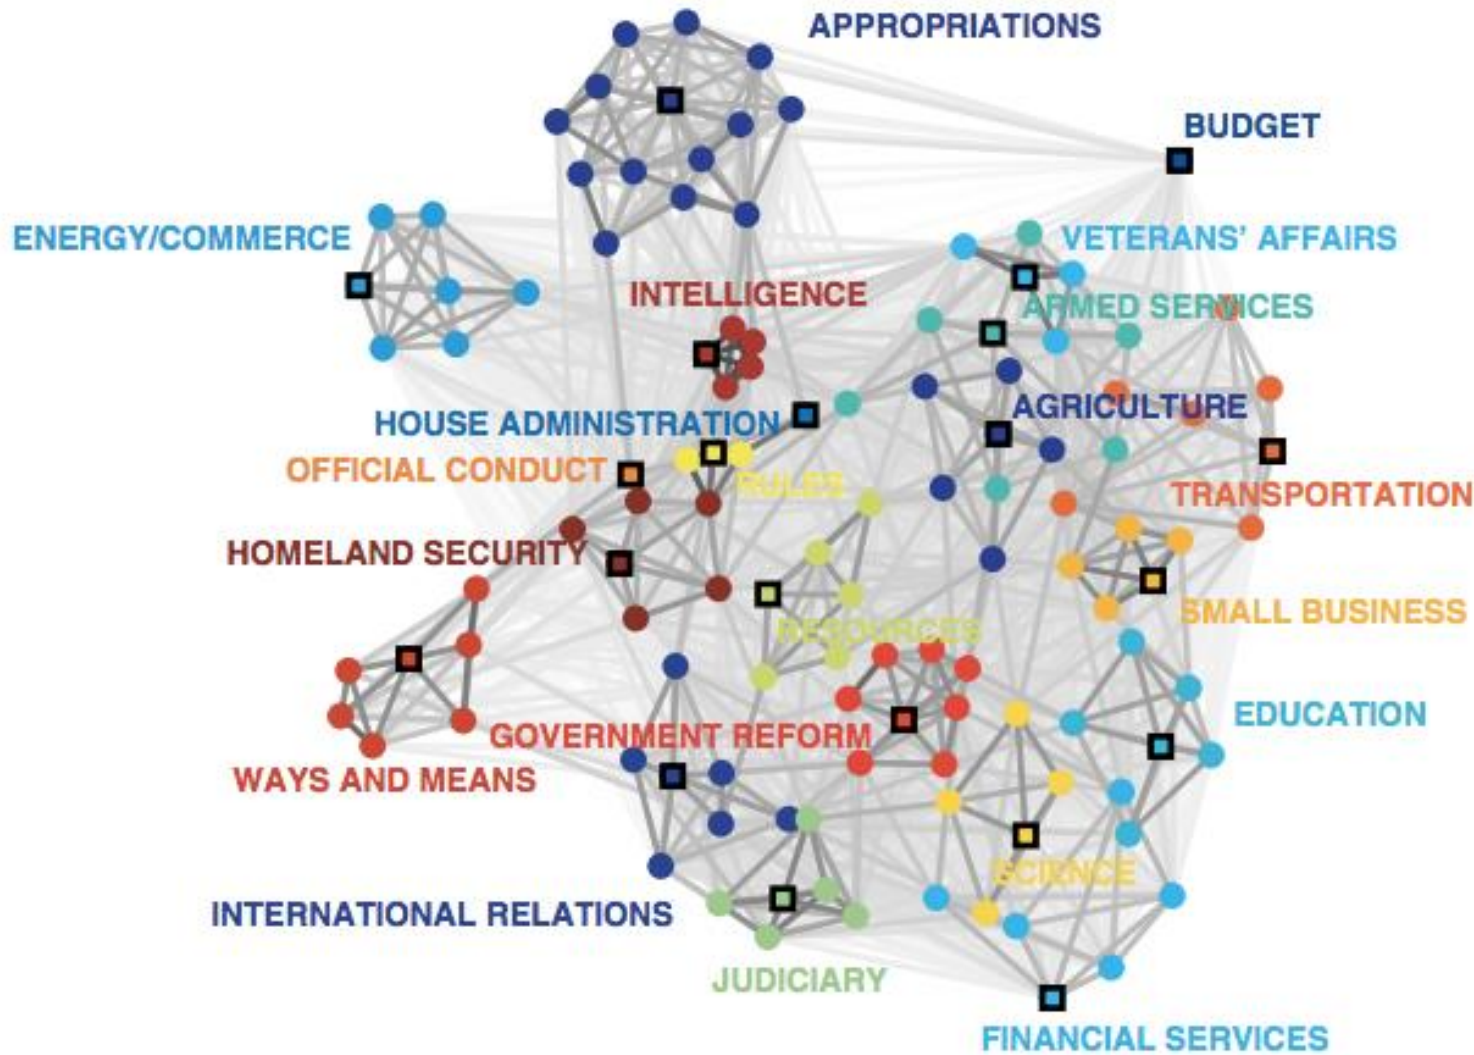 APPROPRIATIONS
BUDGET
ENERGY/COMMERCE
VETERANS' AFFAIRS
INTELLIGENCE
ARMED SERVICES
HOUSE ADMINISTRATION
AGRICULTURE
OFFICIAL CONDUCT
RULES
TRANSPORTATION
HOMELAND SECURITY
SMALL BUSINESS
RESOURCES
EDUCATION
GOVERNMENT REFORM
WAYS AND MEANS
SCIENCE
INTERNATIONAL RELATIONS
JUDICIARY
FINANCIAL SERVICES